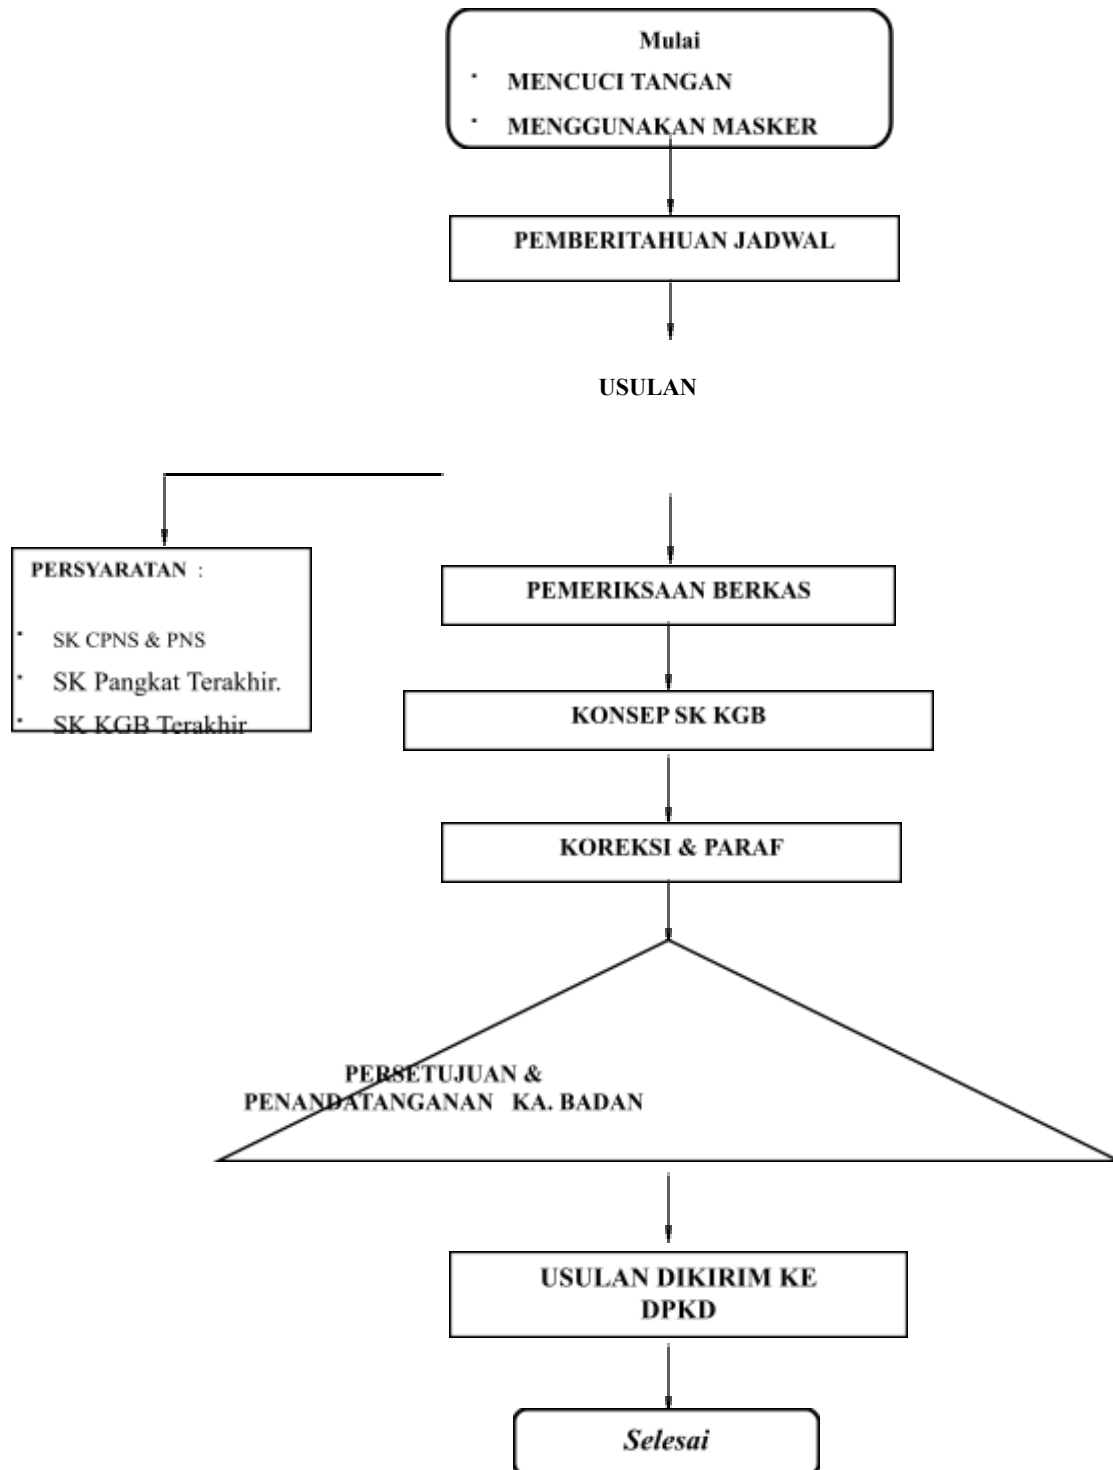 Mulai
· MENCUCI TANGAN
· MENGGUNAKAN MASKER
PEMBERITAHUAN JADWAL
USULAN
PERSYARATAN :
· SK CPNS & PNS
· SK Pangkat Terakhir.
· SK KGB Terakhir
PEMERIKSAAN BERKAS
KONSEP SK KGB
KOREKSI & PARAF
PERSETUJUAN &
PENANDATANGANAN KA. BADAN
USULAN DIKIRIM KE
DPKD
Selesai